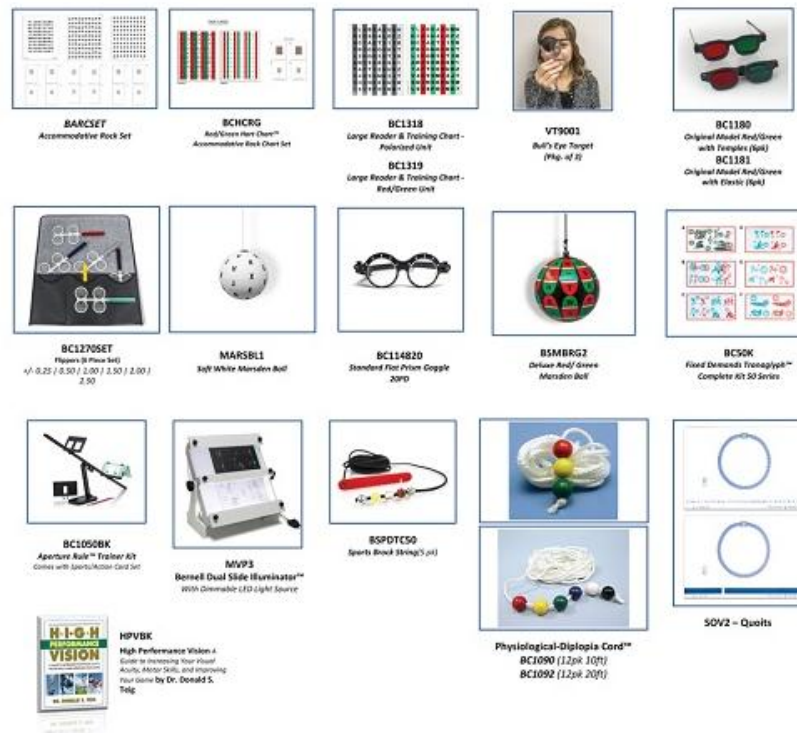 BARCSET
Accommodative Rock Set
BCHCRG
Red/Green Hart Chart™
Accommodative Rock Chart Set
BC1318
Large Reader & Training Chart -
Polarized Unit
BC1319
Large Reader & Training Chart -
Red/Green Unit
VT9001
Bull's Eye Target
(Pkg. of 3)
BC1180
Original Model Red/Green
with Temples (6pk)
BC1181
Original Model Red/Green
with Elastic (6pk)
BC1270SET
+/- 0.25 | 0.50 | 1.00 | 1.50 | 2.00 |
2.50
MARSBL1
Soft White Marsden Ball
BC114820
Standard Flat Prism Goggle
20PD
BSMBRG2
Deluxe Red/ Green
Marsden Ball
BC50K
Fixed Demands Tranaglyph™
Complete Kit 50 Series
BC1050BK
Aperture Rule™ Trainer Kit
Comes with Sports/Action Card Set
MVP3
Bernell Dual Slide Illuminator™
With Dimmable LED Light Source
BSPDTC50
Sports Brock String(5 pk)
Physiological-Diplopia Cord™
BC1090 (12pk 10ft)
BC1092 (12pk 20ft)
SOV2 – Quoits
H·I·G·H
PERFORMANCE
VISION
DR. DONALD S. TEIG
HPVBK
High Performance Vision A
Guide to Increasing Your Visual
Acuity, Motor Skills, and Improving
Your Game by Dr. Donald S.
Teig